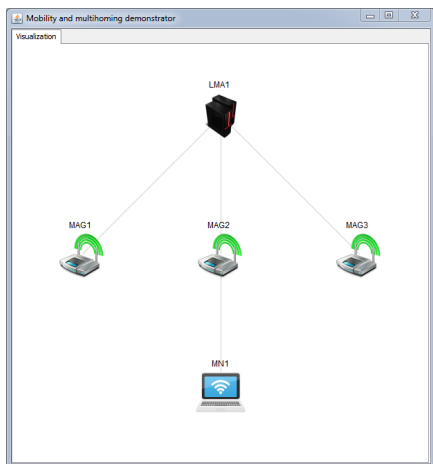 Mobility and multihoming demonstrator
Visualization
LMA1
MAG1
MAG2
MAG3
MN1